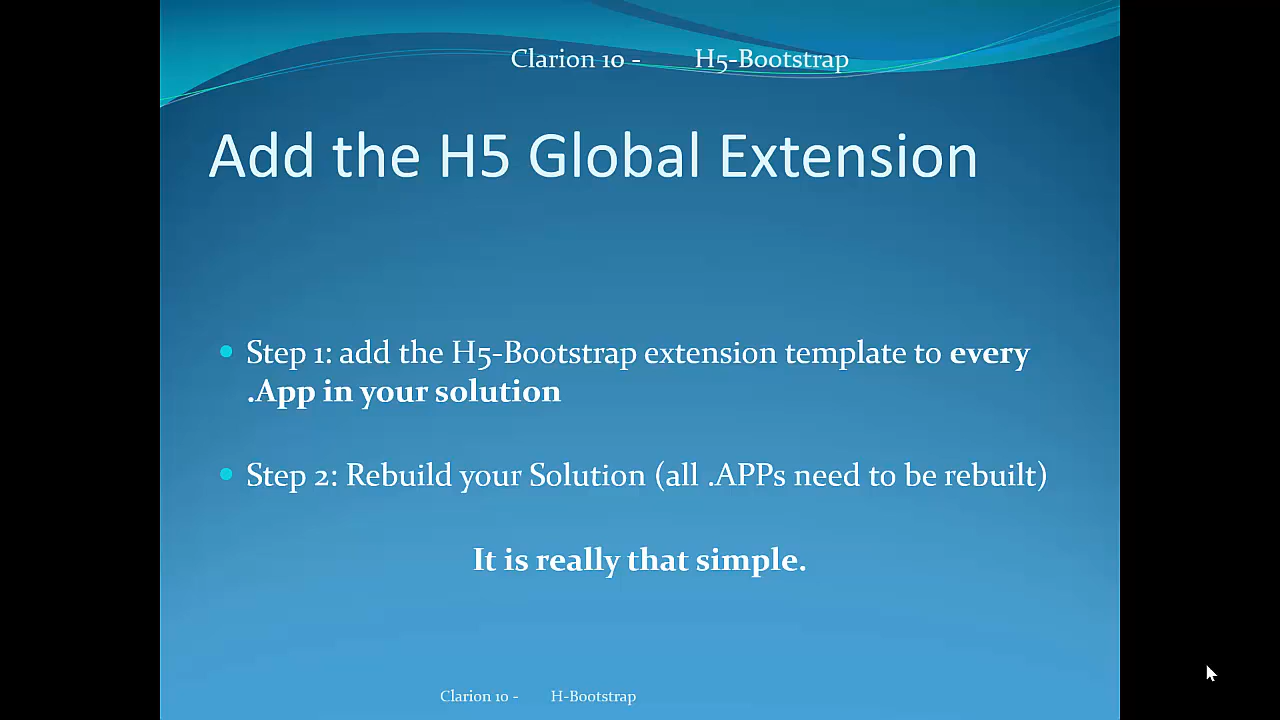 Clarion 10 - H5-Bootstrap
Add the H5 Global Extension
Step 1: add the H5-Bootstrap extension template to every
.App in your solution
Step 2: Rebuild your Solution (all .APPs need to be rebuilt)
It is really that simple.
Clarion 10 - H-Bootstrap